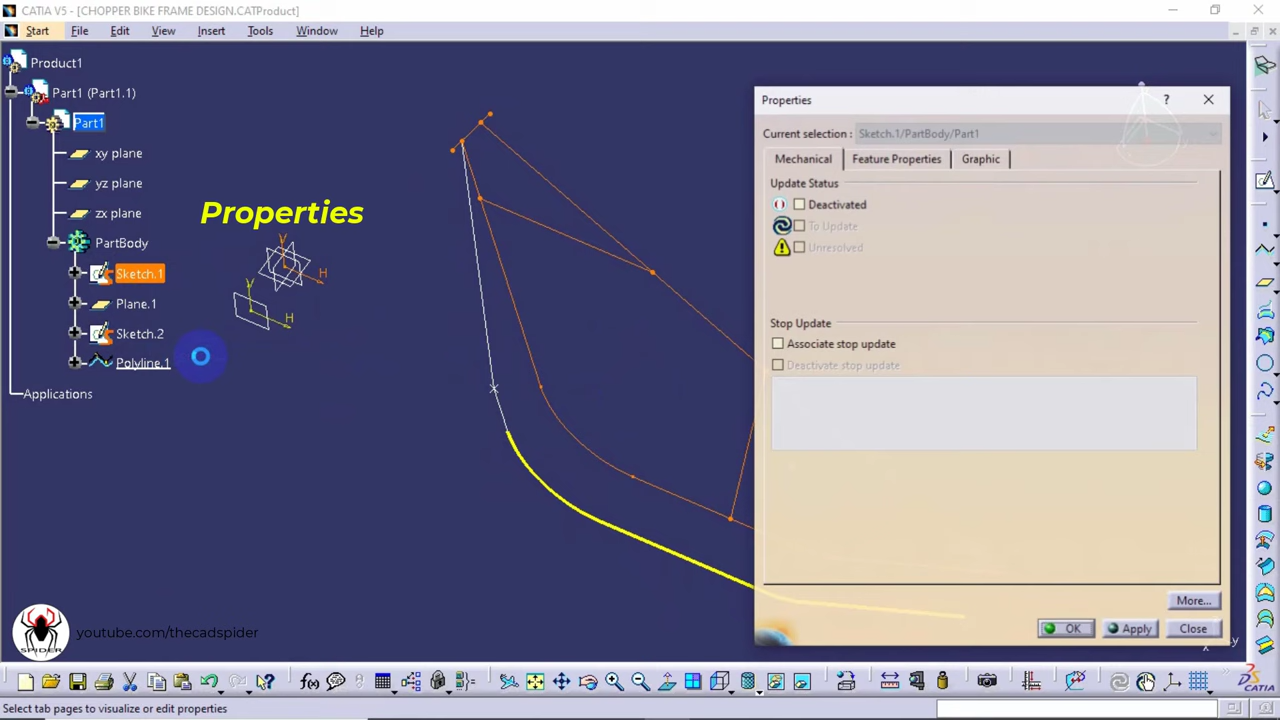 CATIA V5 - [CHOPPER BIKE FRAME DESIGN.CATProduct]
Start File Edit View Insert Tools Window Help
Product1
Part1 (Part1.1)
Part1
xy plane
yz plane
zx plane
PartBody
Sketch.1
Plane.1
Sketch.2
Polyline.1
Applications
Properties
V
H
V
H
Properties
?
Current selection : Sketch.1/PartBody/Part1
Mechanical Feature Properties Graphic
Update Status
Deactivated
To Update
Unresolved
Stop Update
Associate stop update
Deactivate stop update
More...
OK Apply Close
y
x
SPIDER
youtube.com/thecadspider
f(x)
CATIA
Select tab pages to visualize or edit properties